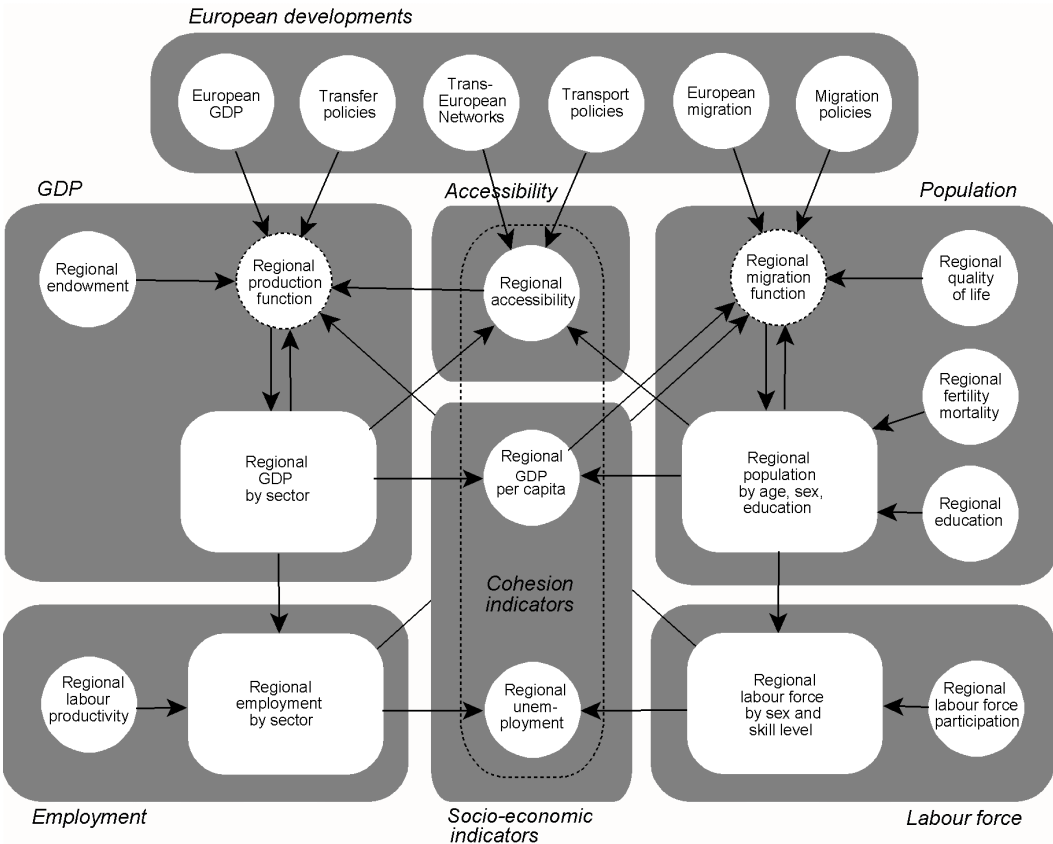 European developments
European
GDP
Transfer
policies
Trans-
European
Networks
Transport
policies
European
migration
Migration
policies
GDP
Accessibility
Population
Regional
endowment
Regional
production
function
Regional
accessibility
Regional
migration
function
Regional
quality
of life
Regional
fertility
mortality
Regional
GDP
by sector
Regional
GDP
per capita
Regional
population
by age, sex,
education
Regional
education
Cohesion
indicators
Regional
labour
productivity
Regional
employment
by sector
Regional
unem-
ployment
Regional
labour force
by sex and
skill level
Regional
labour force
participation
Employment
Socio-economic
indicators
Labour force